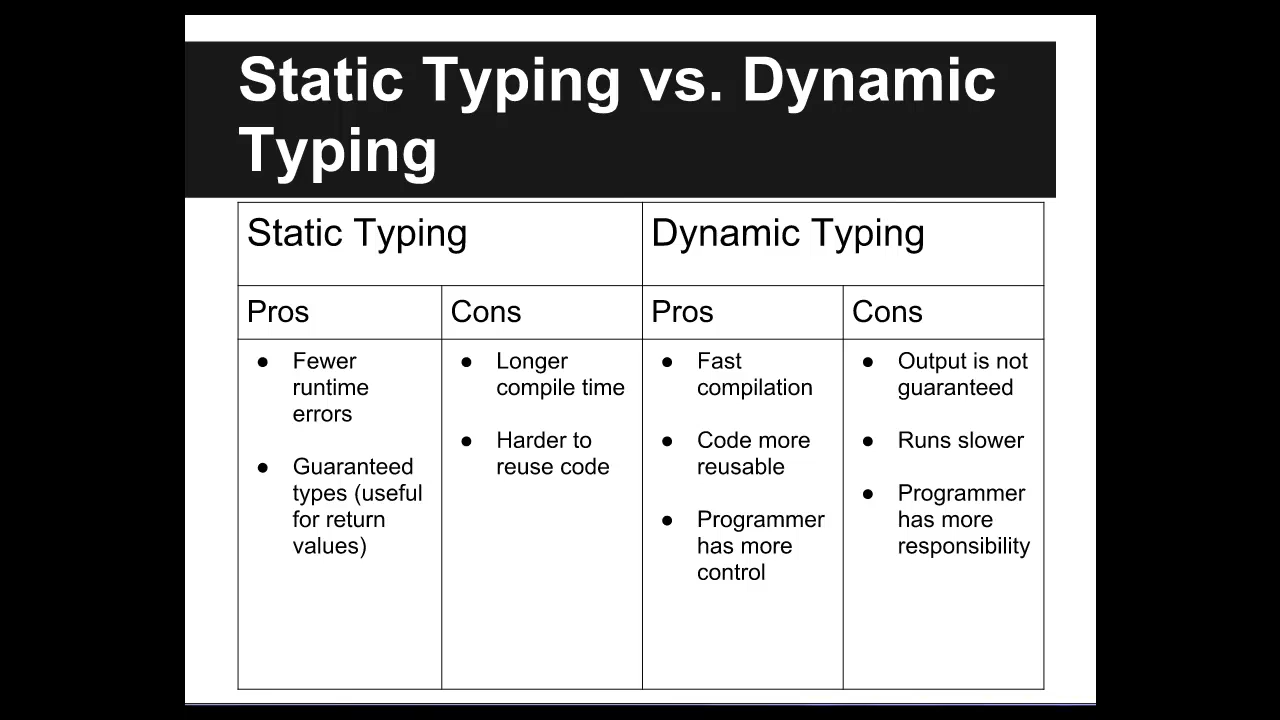 Static Typing vs. Dynamic
Typing
Static Typing
Dynamic Typing
Pros
Cons
Pros
Cons
● Fewer
runtime
errors
● Guaranteed
types (useful
for return
values)
● Longer
compile time
● Harder to
reuse code
● Fast
compilation
● Code more
reusable
● Programmer
has more
control
● Output is not
guaranteed
● Runs slower
● Programmer
has more
responsibility